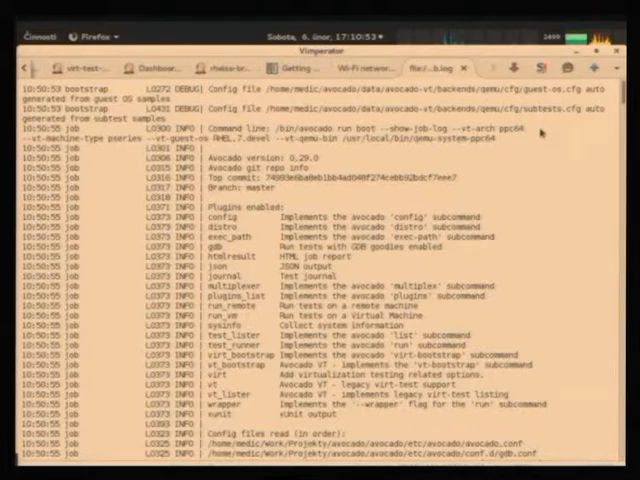 Činnosti Firefox Sobota, 6. únor, 17:10:53
Vimperator
virt-test-... Dashboar... rheisa-br... Getting ... Wi-Fi networ... file:/...b.log
10:50:53 bootstrap L0272 DEBUG| Config file /home/medic/avocado/data/avocado-vt/backends/qemu/cfg/guest-os.cfg auto
generated from guest OS samples
10:50:53 bootstrap L0431 DEBUG| Config file /home/medic/avocado/data/avocado-vt/backends/qemu/cfg/subtests.cfg auto
generated from subtest samples
10:50:55 job L0300 INFO | Command line: /bin/avocado run boot --show-job-log --vt-arch ppc64
--vt-machine-type pseries --vt-guest-os RHEL.7.devel --vt-qemu-bin /usr/local/bin/qemu-system-ppc64
10:50:55 job L0301 INFO |
10:50:55 job L0306 INFO | Avocado version: 0.29.0
10:50:55 job L0315 INFO | Avocado git repo info
10:50:55 job L0316 INFO | Top commit:
10:50:55 job L0317 INFO | Branch: master
10:50:55 job L0318 INFO |
10:50:55 job L0371 INFO | Plugins enabled:
10:50:55 job L0373 INFO | config Implements the avocado 'config' subcommand
10:50:55 job L0373 INFO | distro Implements the avocado 'distro' subcommand
10:50:55 job L0373 INFO | exec_path Implements the avocado 'exec-path' subcommand
10:50:55 job L0373 INFO | gdb Run tests with GDB goodies enabled
10:50:55 job L0373 INFO | htmlresult HTML job report
10:50:55 job L0373 INFO | json JSON output
10:50:55 job L0373 INFO | journal Test journal
10:50:55 job L0373 INFO | multiplexer Implements the avocado 'multiplex' subcommand
10:50:55 job L0373 INFO | plugins_list Implements the avocado 'plugins' subcommand
10:50:55 job L0373 INFO | run_remote Run tests on a remote machine
10:50:55 job L0373 INFO | run_vm Run tests on a Virtual Machine
10:50:55 job L0373 INFO | sysinfo Collect system information
10:50:55 job L0373 INFO | test_lister Implements the avocado 'list' subcommand
10:50:55 job L0373 INFO | test_runner Implements the avocado 'run' subcommand
10:50:55 job L0373 INFO | virt_bootstrap Implements the avocado 'virt-bootstrap' subcommand
10:50:55 job L0373 INFO | vt_bootstrap Avocado VT - implements the 'vt-bootstrap' subcommand
10:50:55 job L0373 INFO | virt Add virtualization testing related options.
10:50:55 job L0373 INFO | vt Avocado VT - legacy virt-test support
10:50:55 job L0373 INFO | vt_lister Avocado VT - implements legacy virt-test listing
10:50:55 job L0373 INFO | wrapper Implements the '--wrapper' flag for the 'run' subcommand
10:50:55 job L0373 INFO | xunit xUnit output
10:50:55 job L0393 INFO |
10:50:55 job L0323 INFO | Config files read (in order):
10:50:55 job L0325 INFO | /home/medic/Work/Projekty/avocado/avocado/etc/avocado/avocado.conf
10:50:55 job L0325 INFO | /home/medic/Work/Projekty/avocado/avocado/etc/avocado/conf.d/gdb.conf